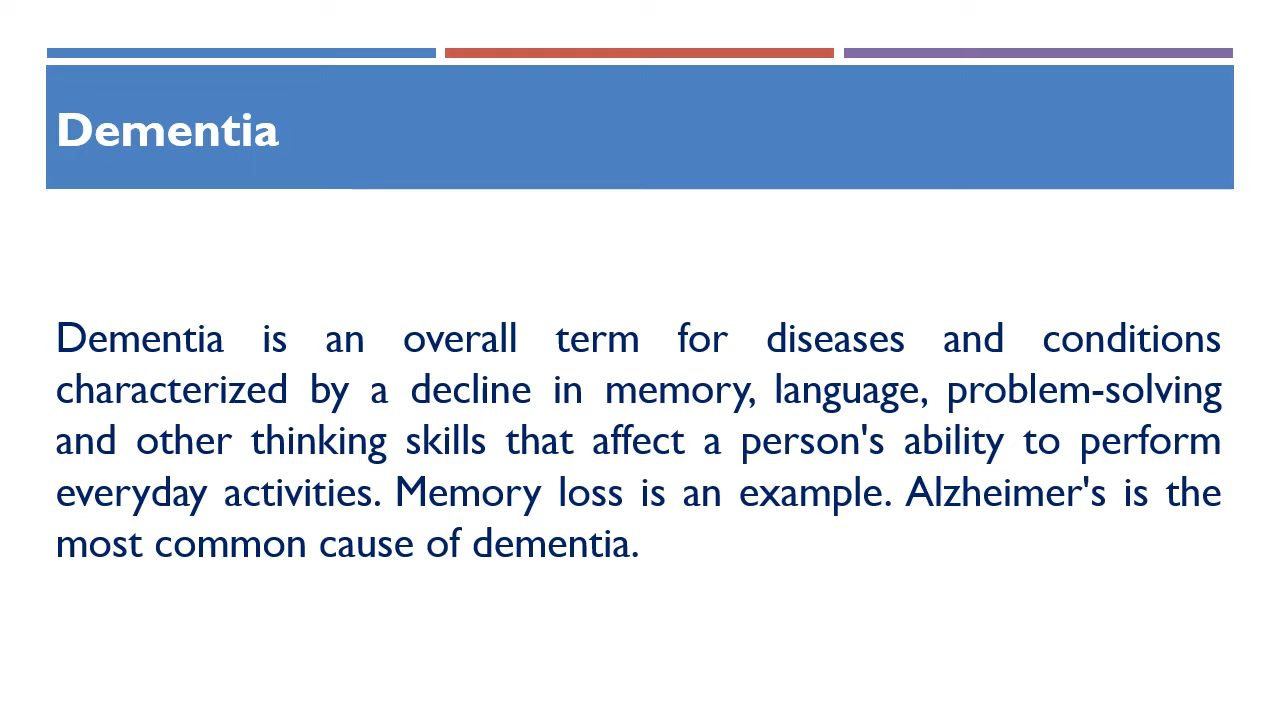 Dementia
Dementia is an overall term for diseases and conditions
characterized by a decline in memory, language, problem-solving
and other thinking skills that affect a person's ability to perform
everyday activities. Memory loss is an example. Alzheimer's is the
most common cause of dementia.